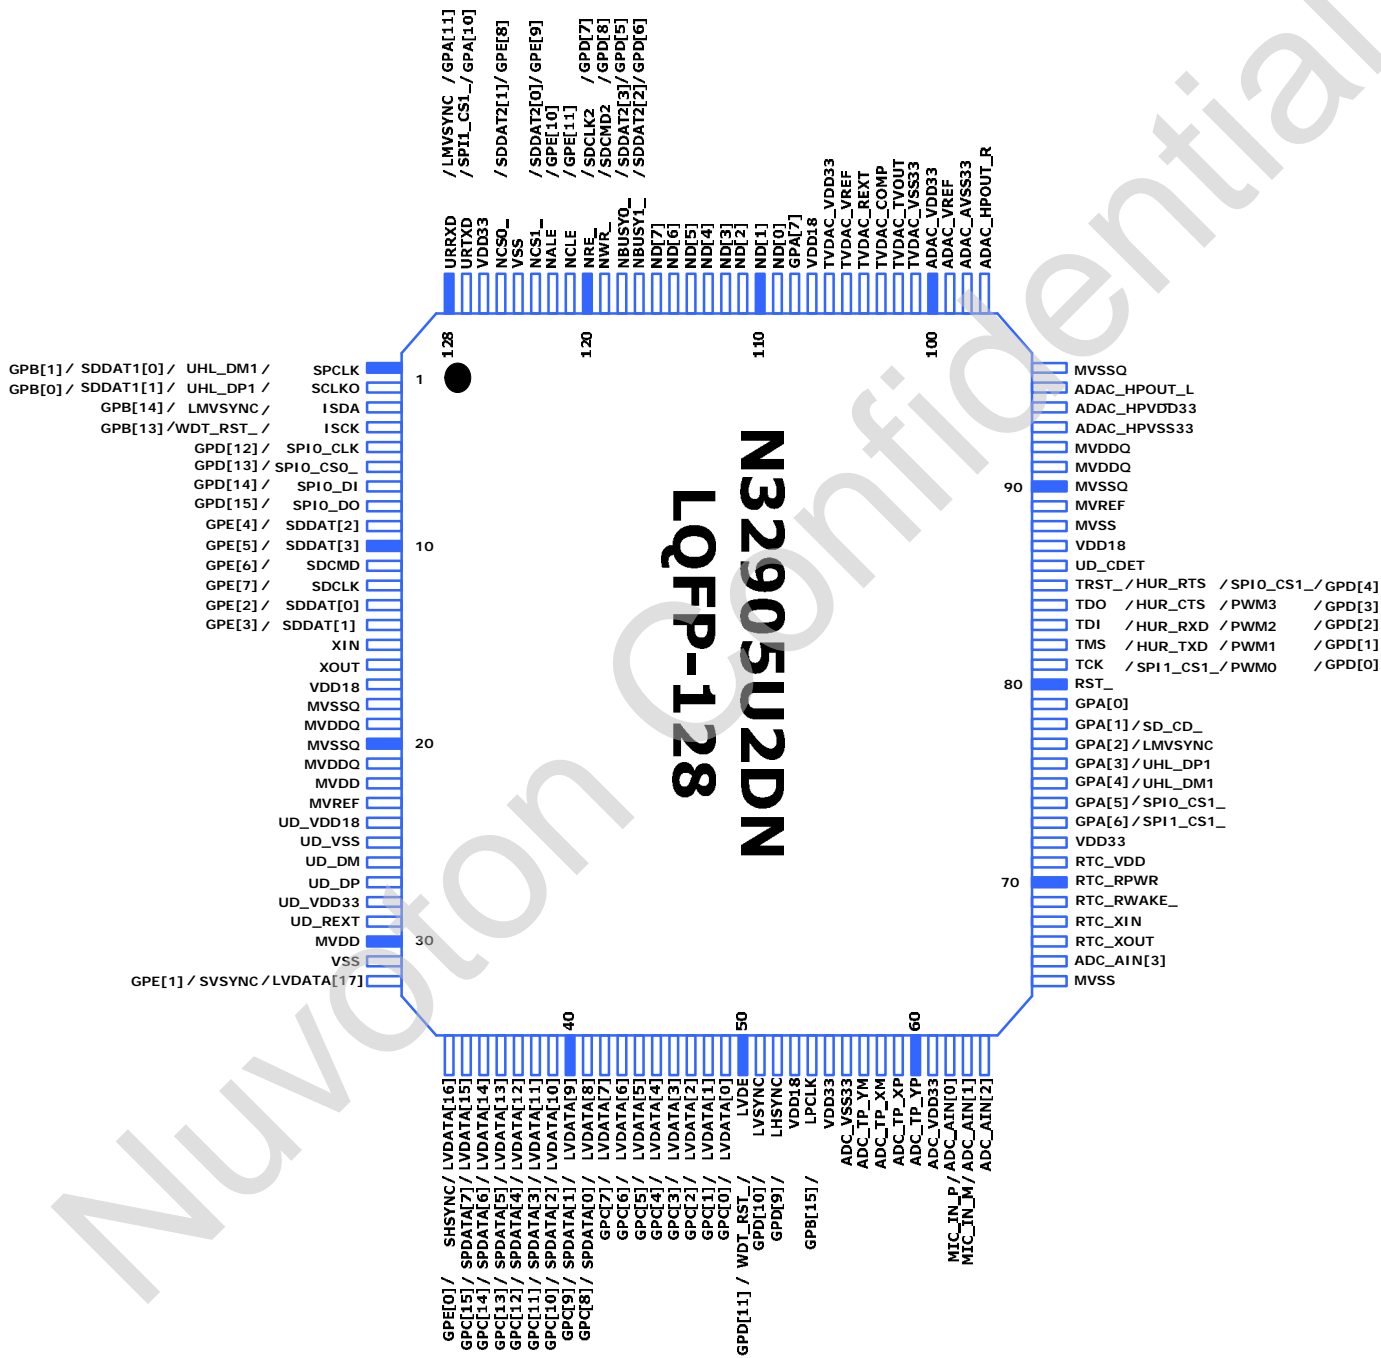 URRXD /LMVSYNC /GPA[11]
URTXD /SPI1_CS1_/GPA[10]
VDD33
NCS0_ /SDDAT2[1]/GPE[8]
VSS
NCS1_ /SDDAT2[0]/GPE[9]
NALE /GPE[10]
NCLE /GPE[11]
NRE_ /SDCLK2 /GPD[7]
NWR_ /SDCMD2 /GPD[8]
NBUSY0_ /SDDAT2[3]/GPD[5]
NBUSY1_ /SDDAT2[2]/GPD[6]
ND[7]
ND[6]
ND[5]
ND[4]
ND[3]
ND[2]
ND[1]
ND[0]
GPA[7]
VDD18
TVDAC_VDD33
TVDAC_VREF
TVDAC_REXT
TVDAC_COMP
TVDAC_TVOUT
TVDAC_VSS33
ADAC_VDD33
ADAC_VREF
ADAC_AVSS33
ADAC_HPOUT_R
128
120
110
100
GPB[1]/ SDDAT1[0]/ UHL_DM1/ SPCLK
GPB[0]/ SDDAT1[1]/ UHL_DP1/ SCLKO
GPB[14]/ LMVSYNC/ ISDA
GPB[13]/WDT_RST_/ ISCK
GPD[12]/ SPI0_CLK
GPD[13]/SPI0_CS0_
GPD[14]/ SPI0_DI
GPD[15]/ SPI0_DO
GPE[4]/ SDDAT[2]
GPE[5]/ SDDAT[3]
GPE[6]/ SDCMD
GPE[7]/ SDCLK
GPE[2]/ SDDAT[0]
GPE[3]/ SDDAT[1]
XIN
XOUT
VDD18
MVSSQ
MVDDQ
MVSSQ
MVDDQ
MVDD
MVREF
UD_VDD18
UD_VSS
UD_DM
UD_DP
UD_VDD33
UD_REXT
MVDD
VSS
GPE[1]/SVSYNC/LVDATA[17]
1
10
20
30
N32905U2DN
LQFP-128
90
80
70
MVSSQ
ADAC_HPOUT_L
ADAC_HPVDD33
ADAC_HPVSS33
MVDDQ
MVDDQ
MVSSQ
MVREF
MVSS
VDD18
UD_CDET
TRST_/HUR_RTS /SPI0_CS1_/GPD[4]
TDO /HUR_CTS /PWM3 /GPD[3]
TDI /HUR_RXD /PWM2 /GPD[2]
TMS /HUR_TXD /PWM1 /GPD[1]
TCK /SPI1_CS1_/PWM0 /GPD[0]
RST_
GPA[0]
GPA[1]/SD_CD_
GPA[2]/LMVSYNC
GPA[3]/UHL_DP1
GPA[4]/UHL_DM1
GPA[5]/SPI0_CS1_
GPA[6]/SPI1_CS1_
VDD33
RTC_VDD
RTC_RPWR
RTC_RWAKE_
RTC_XIN
RTC_XOUT
ADC_AIN[3]
MVSS
40
50
60
GPE[0]/ SHSYNC/LVDATA[16]
GPC[15]/SPDATA[7]/LVDATA[15]
GPC[14]/SPDATA[6]/LVDATA[14]
GPC[13]/SPDATA[5]/LVDATA[13]
GPC[12]/SPDATA[4]/LVDATA[12]
GPC[11]/SPDATA[3]/LVDATA[11]
GPC[10]/SPDATA[2]/LVDATA[10]
GPC[9]/SPDATA[1]/ LVDATA[9]
GPC[8]/SPDATA[0]/ LVDATA[8]
GPC[7]/ LVDATA[7]
GPC[6]/ LVDATA[6]
GPC[5]/ LVDATA[5]
GPC[4]/ LVDATA[4]
GPC[3]/ LVDATA[3]
GPC[2]/ LVDATA[2]
GPC[1]/ LVDATA[1]
GPC[0]/ LVDATA[0]
GPD[11]/ WDT_RST_/ LVDE
GPD[10]/ LVSYNC
GPD[9]/ LHSYNC
VDD18
GPB[15]/ LPCLK
VDD33
ADC_VSS33
ADC_TP_YM
ADC_TP_XM
ADC_TP_XP
ADC_TP_YP
ADC_VDD33
MIC_IN_P/ADC_AIN[0]
MIC_IN_M/ADC_AIN[1]
ADC_AIN[2]
Nuvoton Confidential